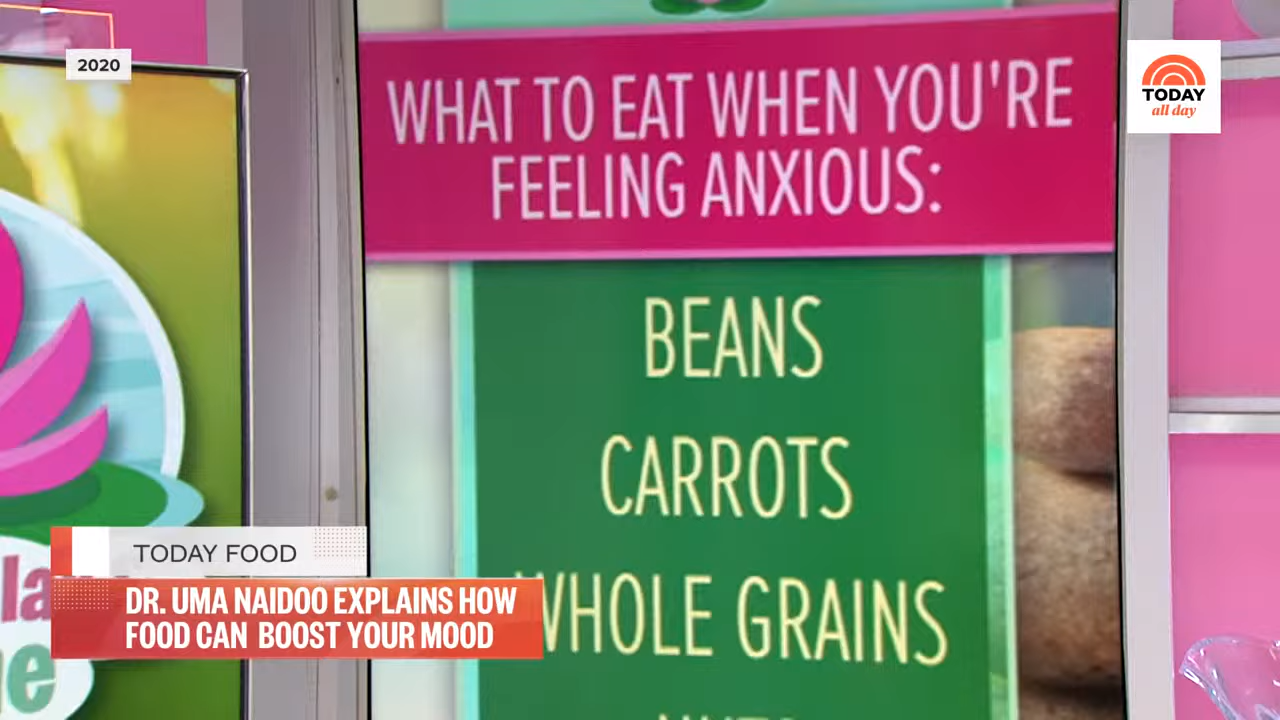 2020
TODAY
all day
WHAT TO EAT WHEN YOU'RE
FEELING ANXIOUS:
BEANS
CARROTS
WHOLE GRAINS
TODAY FOOD
DR. UMA NAIDOO EXPLAINS HOW
FOOD CAN BOOST YOUR MOOD